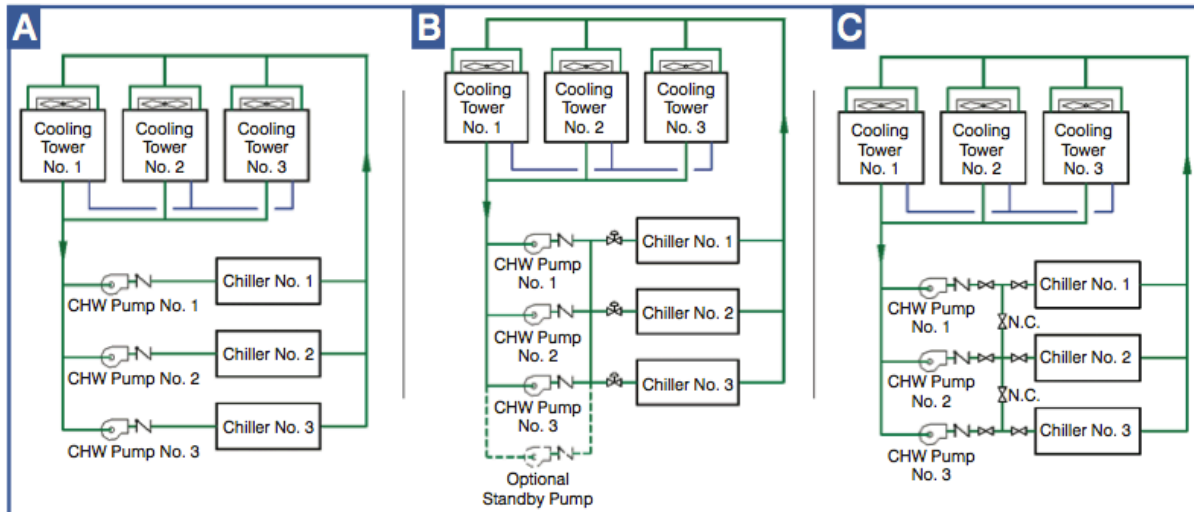 A
Cooling
Tower
No. 1
Cooling
Tower
No. 2
Cooling
Tower
No. 3
CHW Pump No. 1
Chiller No. 1
CHW Pump No. 2
Chiller No. 2
CHW Pump No. 3
Chiller No. 3
B
Cooling
Tower
No. 1
Cooling
Tower
No. 2
Cooling
Tower
No. 3
CHW Pump
No. 1
Chiller No. 1
CHW Pump
No. 2
Chiller No. 2
CHW Pump
No. 3
Chiller No. 3
Optional
Standby Pump
C
Cooling
Tower
No. 1
Cooling
Tower
No. 2
Cooling
Tower
No. 3
CHW Pump
No. 1
Chiller No. 1
N.C.
CHW Pump
No. 2
Chiller No. 2
N.C.
CHW Pump
No. 3
Chiller No. 3